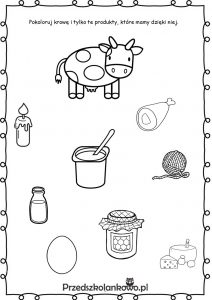 Pokoloruj krowę i tylko te produkty, które mamy dzięki niej.
Przedszkolankowo.pl